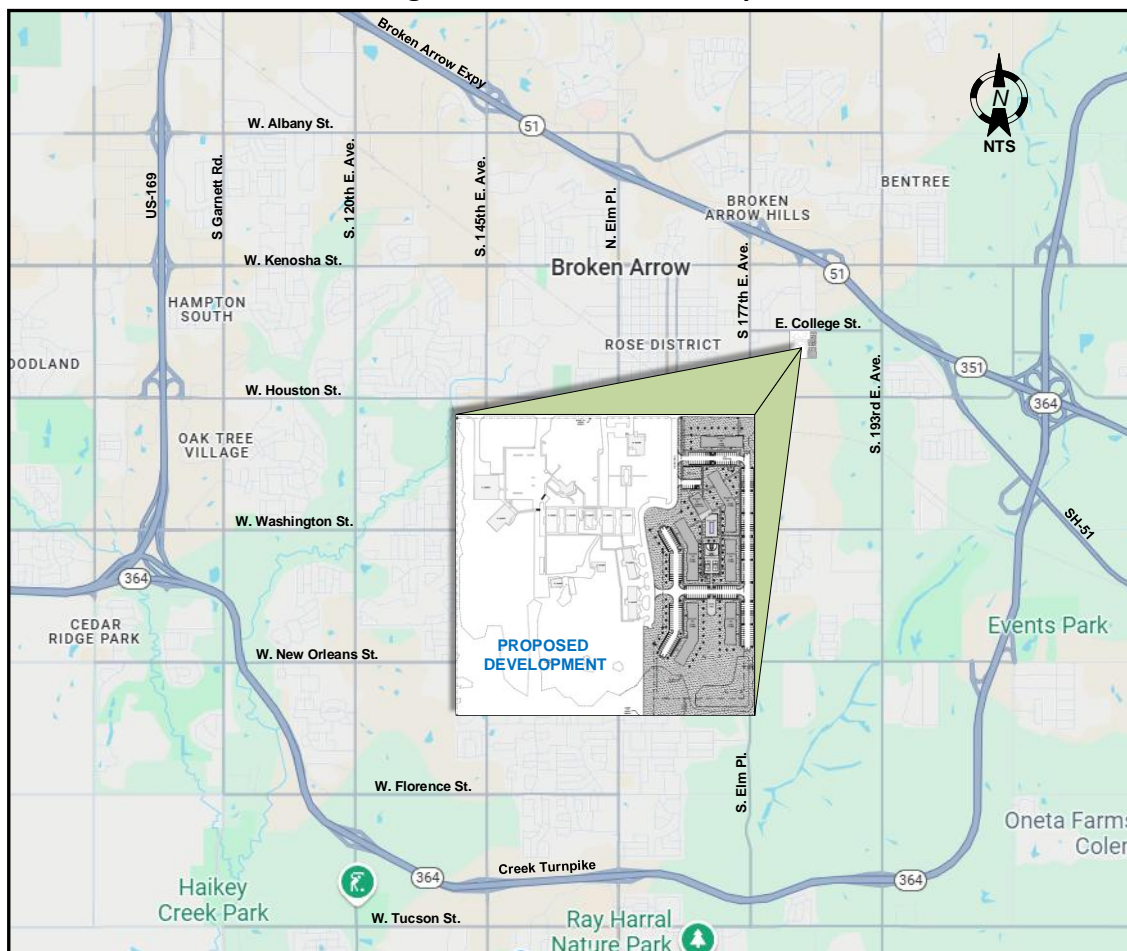 Broken Arrow Expy
51
N
NTS
W. Albany St.
US-169
S Garnett Rd.
S. 120th E. Ave.
S. 145th E. Ave.
N. Elm Pl.
BROKEN
ARROW HILLS
BENTREE
S 177th E. Ave.
W. Kenosha St.
Broken Arrow
51
HAMPTON
SOUTH
E. College St.
ROSE DISTRICT
OODLAND
351
W. Houston St.
364
S. 193rd E. Ave.
OAK TREE
VILLAGE
W. Washington St.
SH-51
364
CEDAR
RIDGE PARK
PROPOSED
DEVELOPMENT
Events Park
W. New Orleans St.
S. Elm Pl.
W. Florence St.
Oneta Farms
Coler
Creek Turnpike
364
364
Haikey
Creek Park
W. Tucson St.
Ray Harral
Nature Park